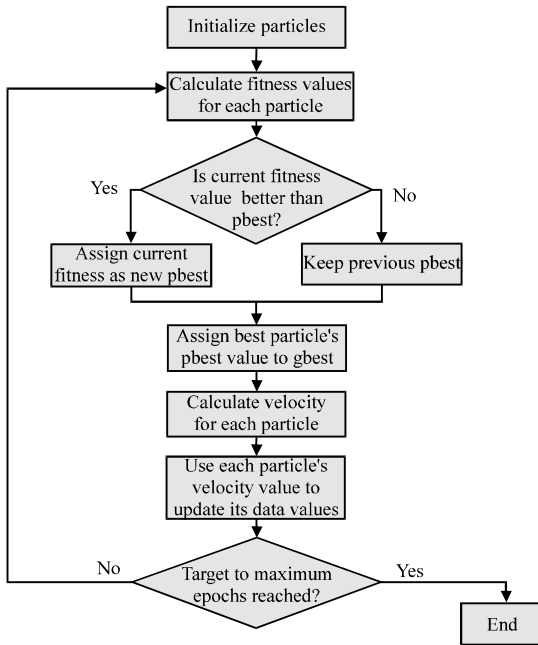 Initialize particles
Calculate fitness values
for each particle
Is current fitness
value better than
pbest?
Yes
No
Assign current
fitness as new pbest
Keep previous pbest
Assign best particle's
pbest value to gbest
Calculate velocity
for each particle
Use each particle's
velocity value to
update its data values
No
Target to maximum
epochs reached?
Yes
End